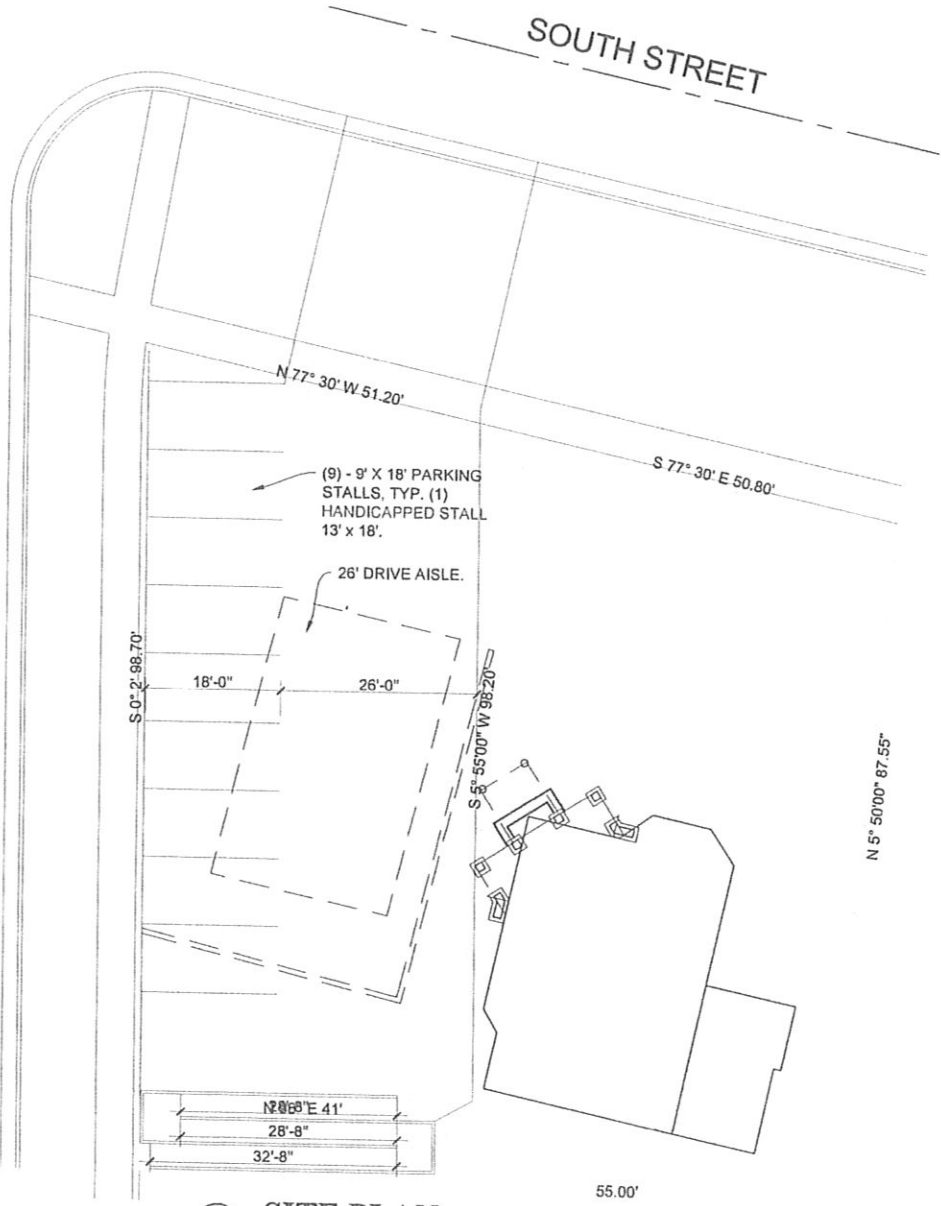 SOUTH STREET
N 77° 30' W 51.20'
S 77° 30' E 50.80'
(9) - 9' X 18' PARKING
STALLS, TYP. (1)
HANDICAPPED STALL
13' x 18'.
26' DRIVE AISLE.
S 0° 2' 98.70'
18'-0"
26'-0"
S 5° 55'00" W 98.20'
N 5° 50'00" 87.55"
E 41'
28'-8"
32'-8"
55.00'
SITE PLAN